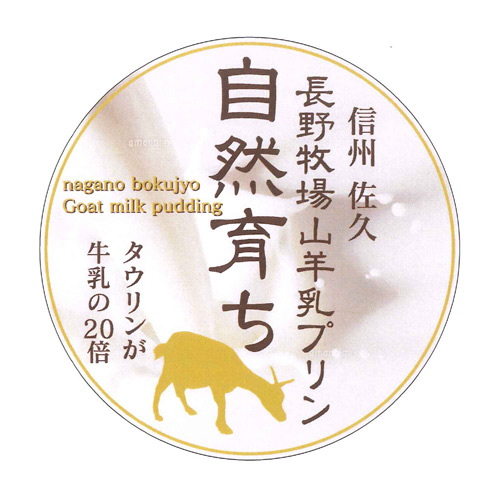 信州 佐久
長野牧場山羊乳プリン
自然育ち
nagano bokujyo
Goat milk pudding
タウリンが
牛乳の20倍